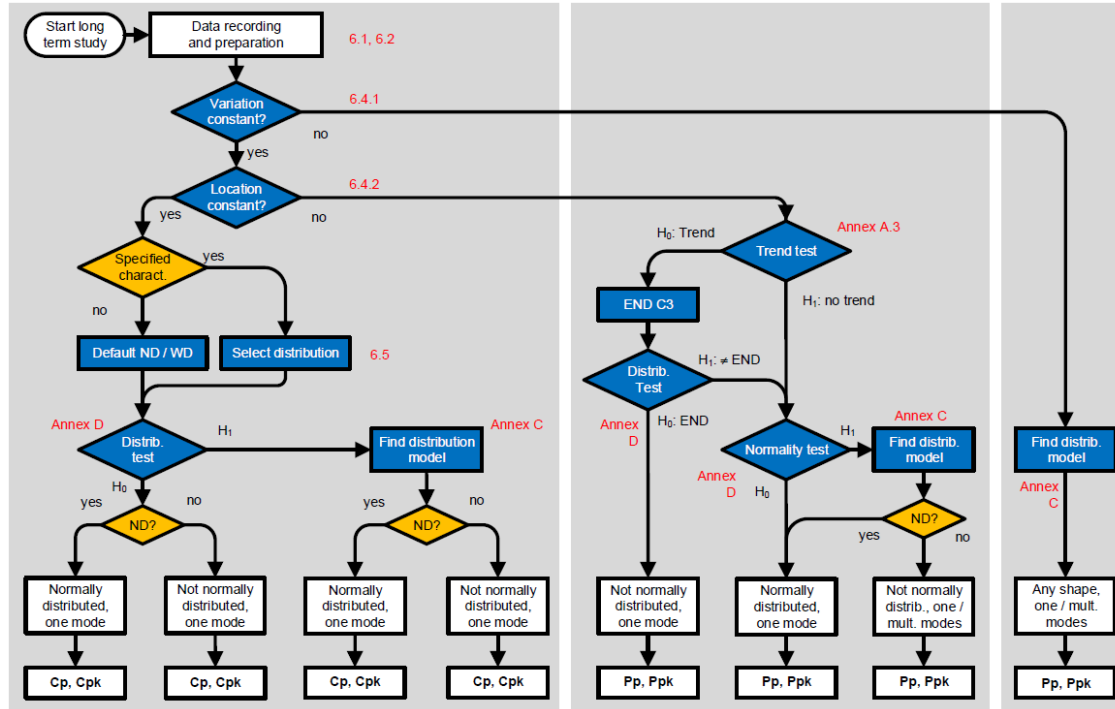 Start long
term study
Data recording
and preparation
6.1, 6.2
Variation
constant?
6.4.1
no
yes
Location
constant?
6.4.2
no
yes
Specified
charact.
yes
no
Default ND / WD
Select distribution
6.5
Annex D
Distrib.
test
H₁
H₀
Find distribution
model
Annex C
yes
ND?
no
yes
ND?
no
Normally
distributed,
one mode
Not normally
distributed,
one mode
Normally
distributed,
one mode
Not normally
distributed,
one mode
Cp, Cpk
Cp, Cpk
Cp, Cpk
Cp, Cpk
Annex A.3
H₀: Trend
Trend test
H₁: no trend
END C3
H₁: ≠ END
Distrib.
Test
H₀: END
Annex
D
Annex C
Normality test
H₁
H₀
Annex
D
Find distrib.
model
ND?
yes
no
Not normally
distributed,
one mode
Normally
distributed,
one mode
Not normally
distrib., one /
mult. modes
Pp, Ppk
Pp, Ppk
Pp, Ppk
Find distrib.
model
Annex
C
Any shape,
one / mult.
modes
Pp, Ppk